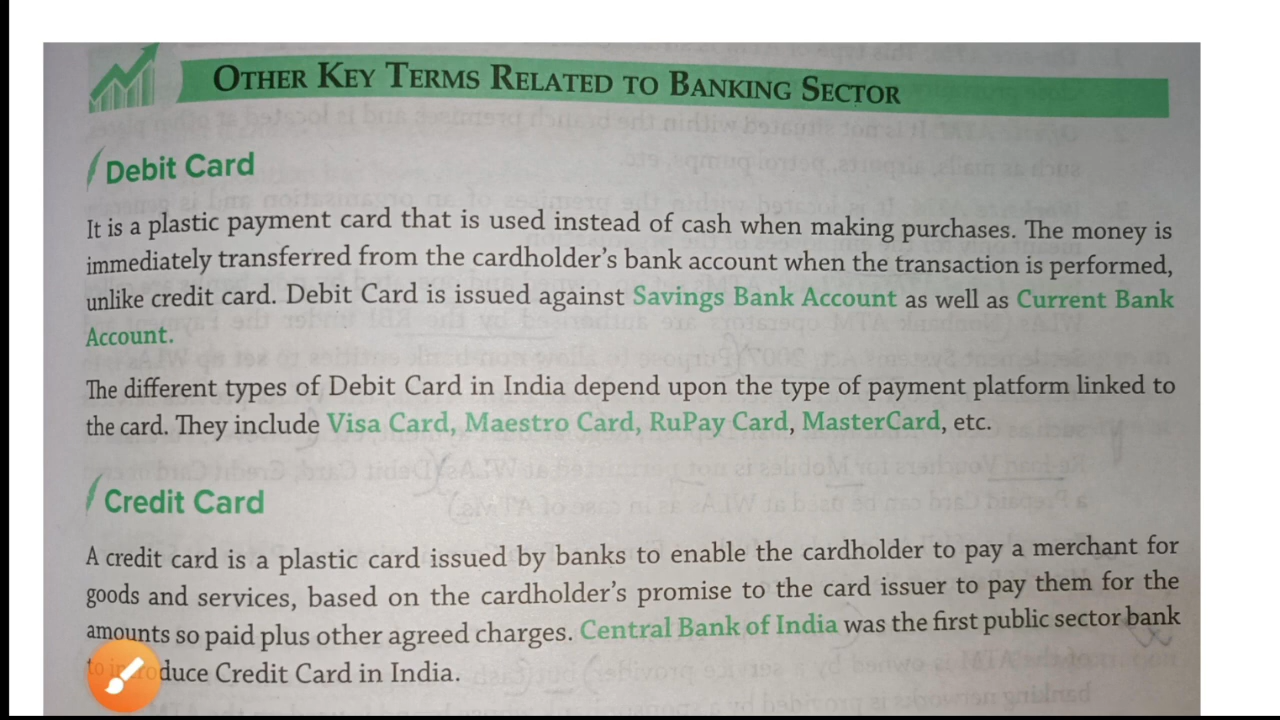 OTHER KEY TERMS RELATED TO BANKING SECTOR
Debit Card
It is a plastic payment card that is used instead of cash when making purchases. The money is
immediately transferred from the cardholder's bank account when the transaction is performed,
unlike credit card. Debit Card is issued against Savings Bank Account as well as Current Bank
Account.
The different types of Debit Card in India depend upon the type of payment platform linked to
the card. They include Visa Card, Maestro Card, RuPay Card, MasterCard, etc.
Credit Card
A credit card is a plastic card issued by banks to enable the cardholder to pay a merchant for
goods and services, based on the cardholder's promise to the card issuer to pay them for the
amounts so paid plus other agreed charges. Central Bank of India was the first public sector bank
to introduce Credit Card in India.